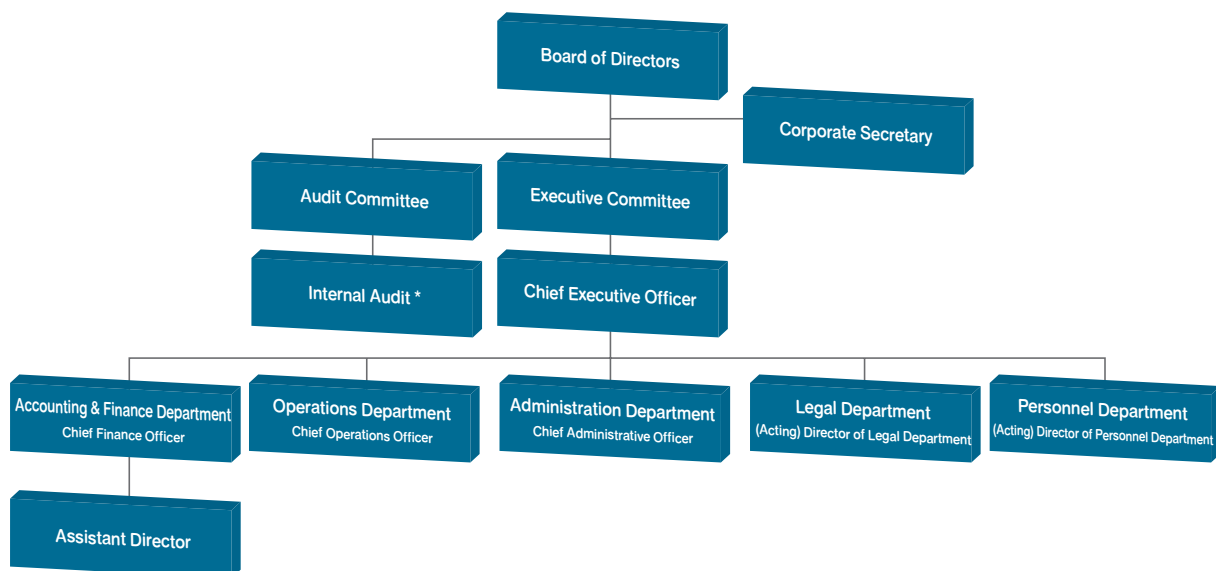 Board of Directors
Corporate Secretary
Audit Committee
Executive Committee
Internal Audit *
Chief Executive Officer
Accounting & Finance Department
Chief Finance Officer
Operations Department
Chief Operations Officer
Administration Department
Chief Administrative Officer
Legal Department
(Acting) Director of Legal Department
Personnel Department
(Acting) Director of Personnel Department
Assistant Director